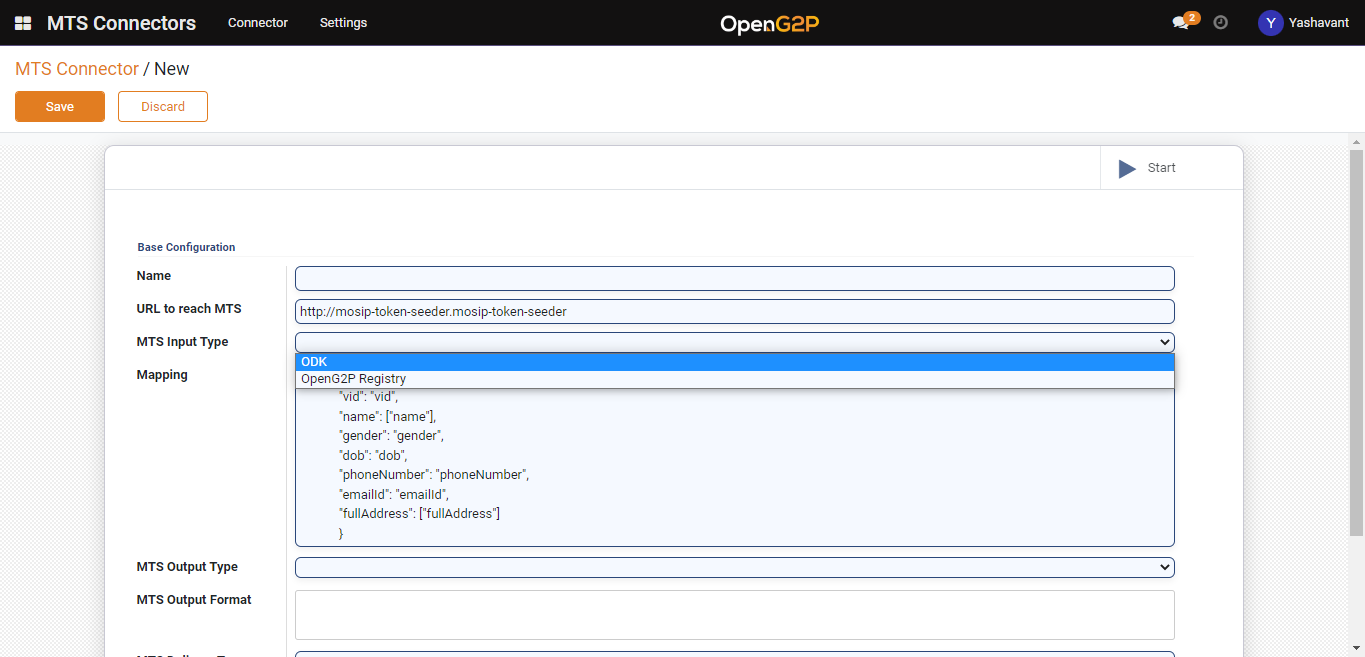 MTS Connectors Connector Settings OpenG2P 2 Y Yashavant
MTS Connector / New
Save Discard
Start
Base Configuration
Name
URL to reach MTS http://mosip-token-seeder.mosip-token-seeder
MTS Input Type
ODK
Mapping
OpenG2P Registry
"vid": "vid",
"name": ["name"],
"gender": "gender",
"dob": "dob",
"phoneNumber": "phoneNumber",
"emailId": "emailId",
"fullAddress": ["fullAddress"]
}
MTS Output Type
MTS Output Format